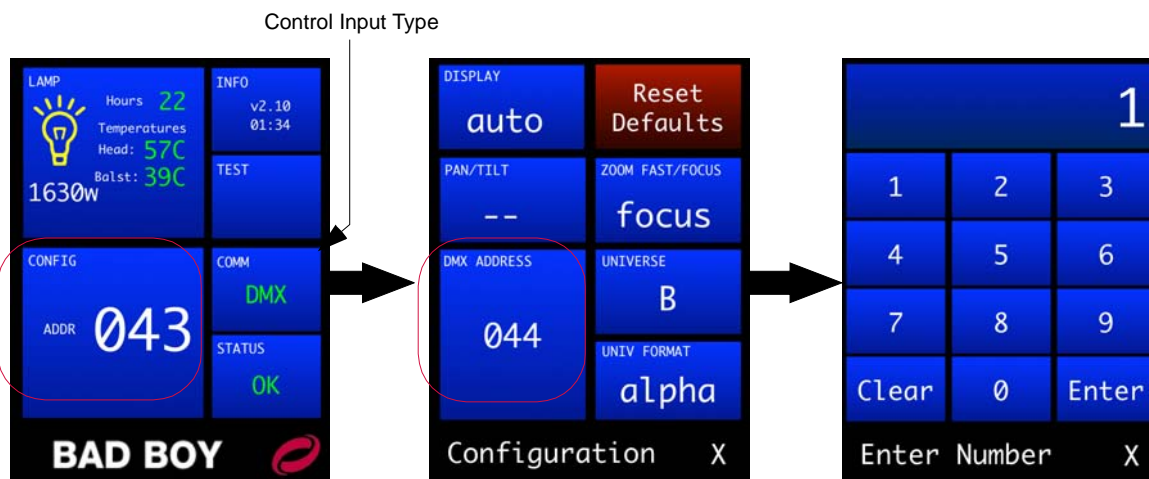 Control Input Type
LAMP
Hours 22
Temperatures
Head: 57C
Balst: 39C
1630w
INFO
v2.10
01:34
TEST
CONFIG
ADDR 043
COMM
DMX
STATUS
OK
BAD BOY
DISPLAY
auto
Reset
Defaults
PAN/TILT
--
ZOOM FAST/FOCUS
focus
DMX ADDRESS
044
UNIVERSE
B
UNIV FORMAT
alpha
Configuration X
1
1 2 3
4 5 6
7 8 9
Clear 0 Enter
Enter Number X